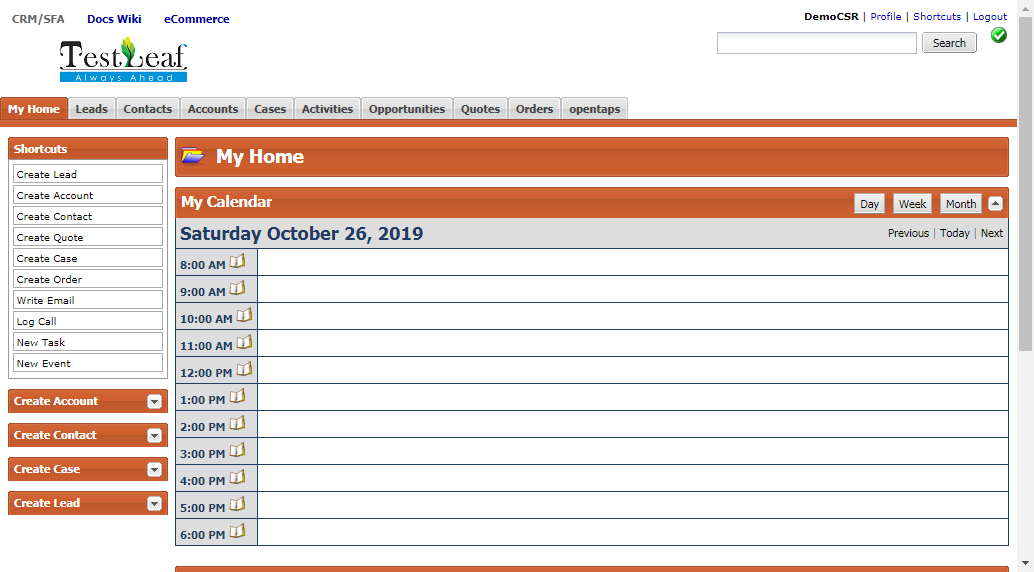 CRM/SFA Docs Wiki eCommerce
DemoCSR | Profile | Shortcuts | Logout
TestLeaf
Always Ahead
Search
My Home Leads Contacts Accounts Cases Activities Opportunities Quotes Orders opentaps
Shortcuts
Create Lead
Create Account
Create Contact
Create Quote
Create Case
Create Order
Write Email
Log Call
New Task
New Event
Create Account
Create Contact
Create Case
Create Lead
My Home
My Calendar Day Week Month
Saturday October 26, 2019 Previous | Today | Next
8:00 AM
9:00 AM
10:00 AM
11:00 AM
12:00 PM
1:00 PM
2:00 PM
3:00 PM
4:00 PM
5:00 PM
6:00 PM